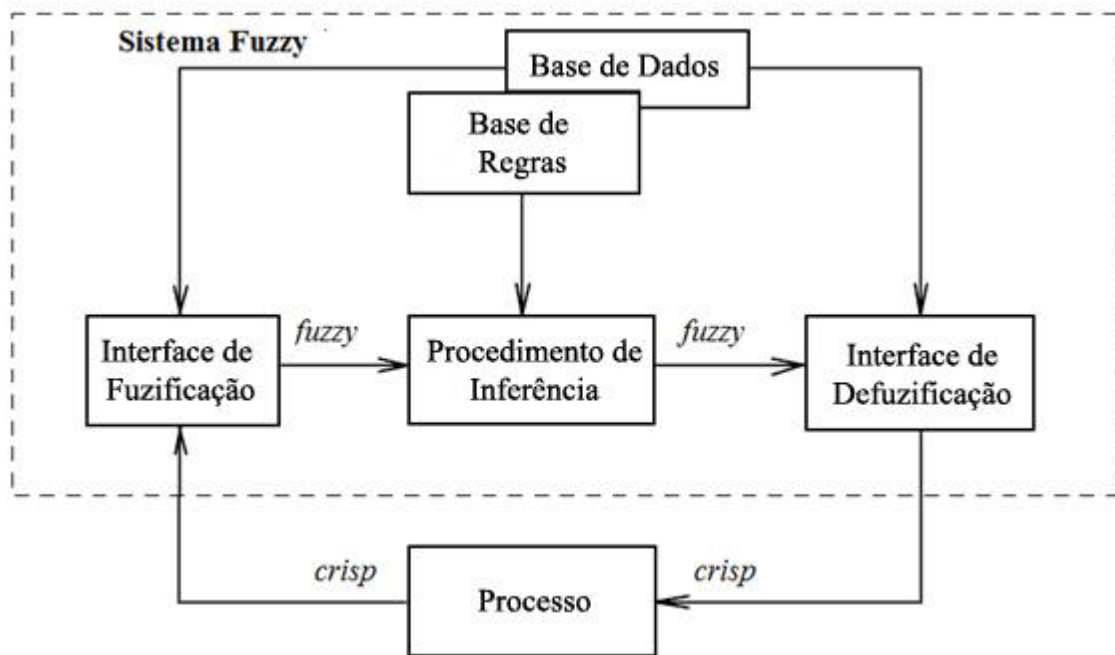 Sistema Fuzzy
Base de Dados
Base de
Regras
Interface de
Fuzificação
fuzzy
Procedimento de
Inferência
fuzzy
Interface de
Defuzificação
crisp
Processo
crisp